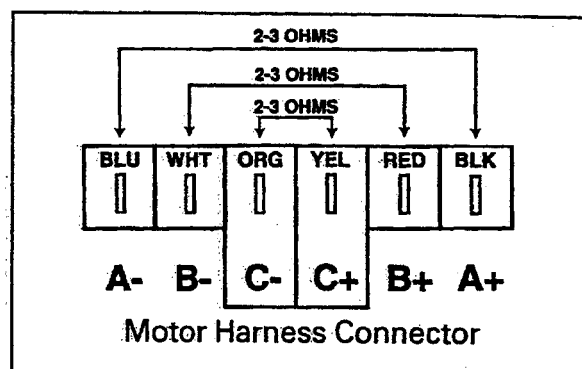 2-3 OHMS
2-3 OHMS
2-3 OHMS
BLU WHT ORG YEL RED BLK
A- B- C- C+ B+ A+
Motor Harness Connector